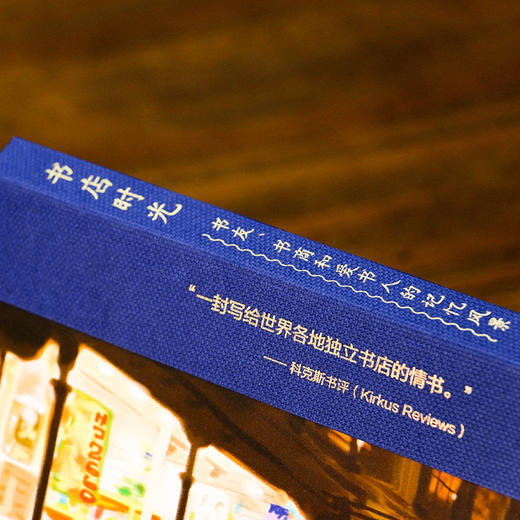 书店时光
书友、书商和爱书人的记忆风景
“一封写给世界各地独立书店的情书。”
——科克斯书评（Kirkus Reviews）